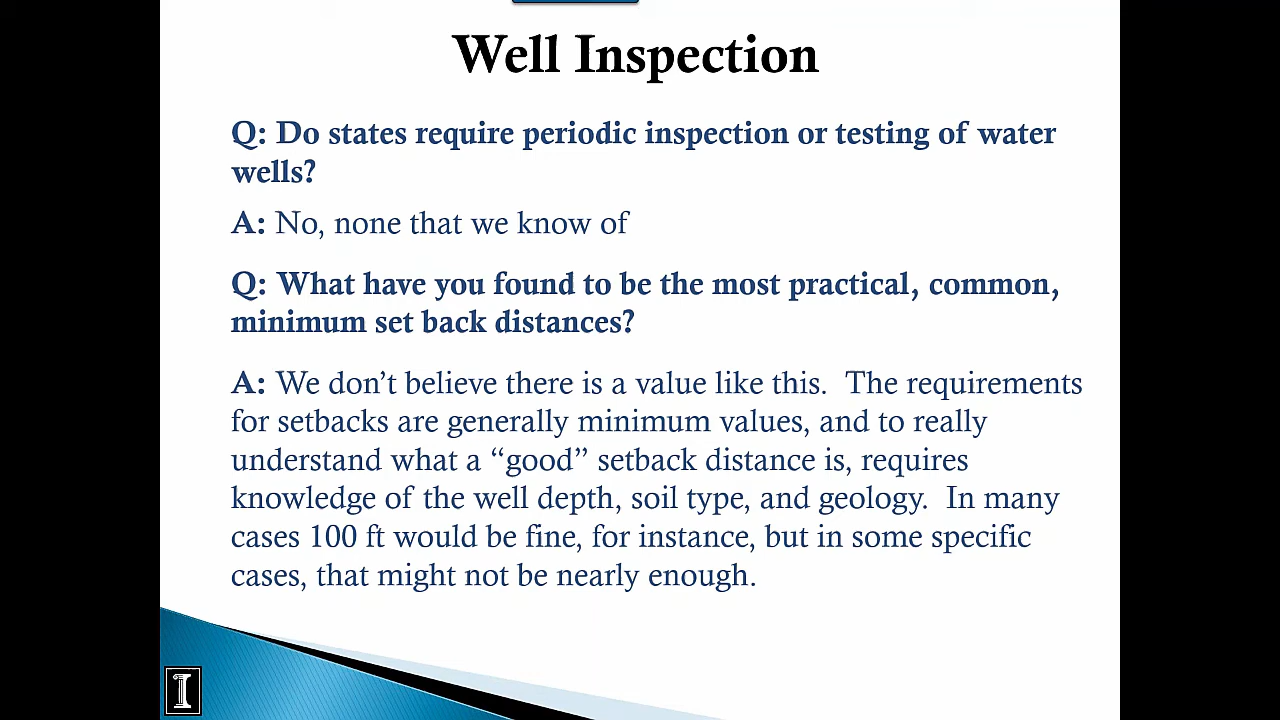 Well Inspection
Q: Do states require periodic inspection or testing of water
wells?
A: No, none that we know of
Q: What have you found to be the most practical, common,
minimum set back distances?
A: We don’t believe there is a value like this.  The requirements
for setbacks are generally minimum values, and to really
understand what a “good” setback distance is, requires
knowledge of the well depth, soil type, and geology.  In many
cases 100 ft would be fine, for instance, but in some specific
cases, that might not be nearly enough.
I